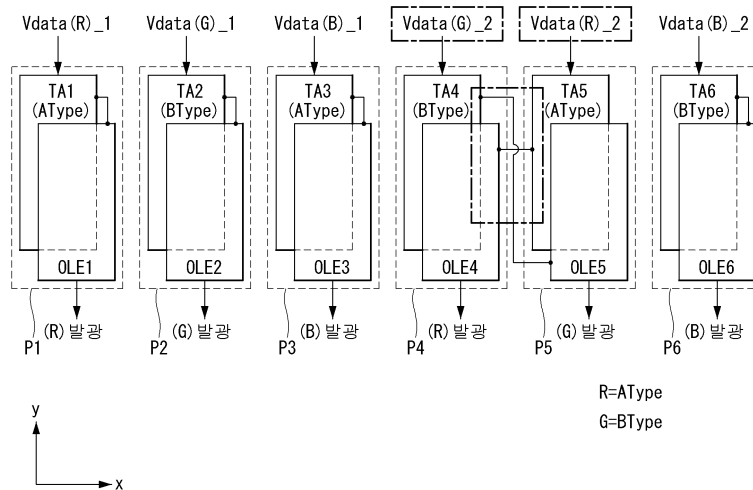 Vdata(R)_1 Vdata(G)_1 Vdata(B)_1 Vdata(G)_2 Vdata(R)_2 Vdata(B)_2
TA1 TA2 TA3 TA4 TA5 TA6
(AType) (BType) (AType) (BType) (AType) (BType)
OLE1 OLE2 OLE3 OLE4 OLE5 OLE6
(R)발광 (G)발광 (B)발광 (R)발광 (G)발광 (B)발광
P1 P2 P3 P4 P5 P6
R=AType
G=BType
y
x